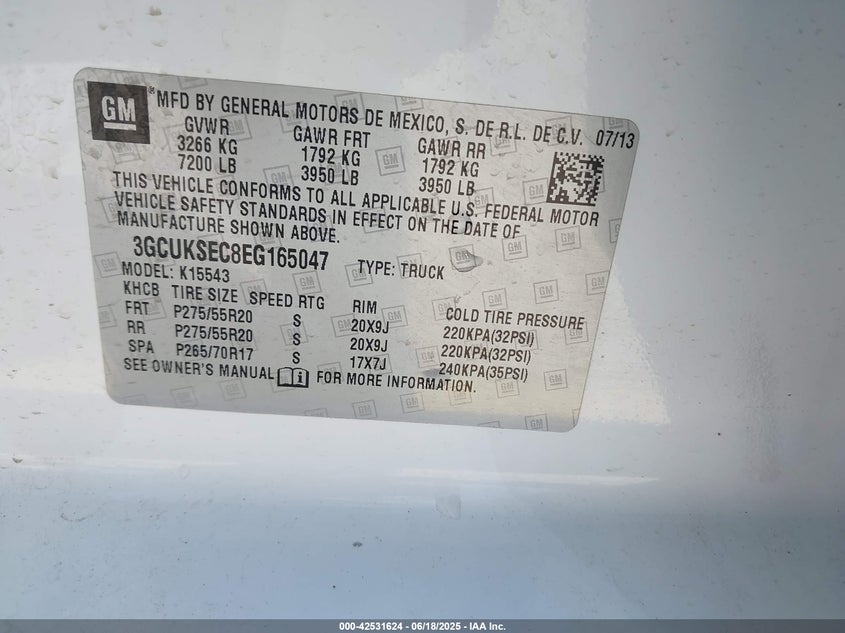 GM ® MFD BY GENERAL MOTORS DE MEXICO, S. DE R.L. DE C.V. 07/13
GVWR GAWR FRT GAWR RR
3266 KG 1792 KG 1792 KG
7200 LB 3950 LB 3950 LB
THIS VEHICLE CONFORMS TO ALL APPLICABLE U.S. FEDERAL MOTOR
VEHICLE SAFETY STANDARDS IN EFFECT ON THE DATE OF
MANUFACTURE SHOWN ABOVE.
3GCUKSEC8EG165047 TYPE: TRUCK
MODEL: K15543
KHCB TIRE SIZE SPEED RTG RIM COLD TIRE PRESSURE
FRT P275/55R20 S 20X9J 220KPA(32PSI)
RR P275/55R20 S 20X9J 220KPA(32PSI)
SPA P265/70R17 S 17X7J 240KPA(35PSI)
SEE OWNER'S MANUAL FOR MORE INFORMATION.
000-42531624 - 06/18/2025 - IAA Inc.